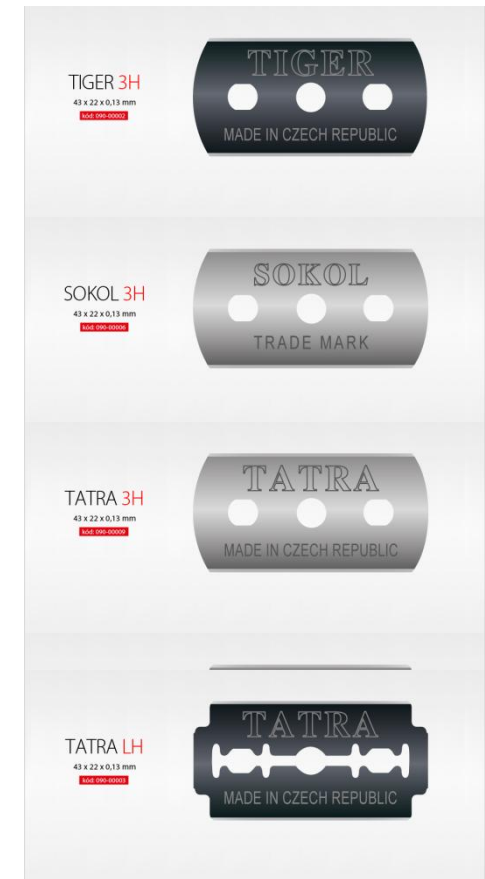 TIGER 3H
43 x 22 x 0,13 mm
kód: 090-00002
TIGER
MADE IN CZECH REPUBLIC
SOKOL 3H
43 x 22 x 0,13 mm
kód: 090-00006
SOKOL
TRADE MARK
TATRA 3H
43 x 22 x 0,13 mm
kód: 090-00009
TATRA
MADE IN CZECH REPUBLIC
TATRA LH
43 x 22 x 0,13 mm
kód: 090-00003
TATRA
MADE IN CZECH REPUBLIC